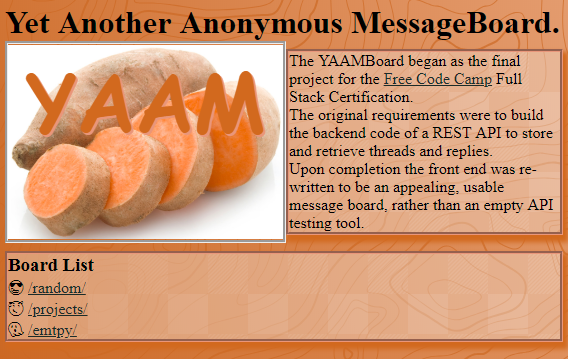 Yet Another Anonymous MessageBoard.
YAAM
The YAAMBoard began as the final
project for the Free Code Camp Full
Stack Certification.
The original requirements were to build
the backend code of a REST API to store
and retrieve threads and replies.
Upon completion the front end was re-
written to be an appealing, usable
message board, rather than an empty API
testing tool.
Board List
/random/
/projects/
/emtpy/